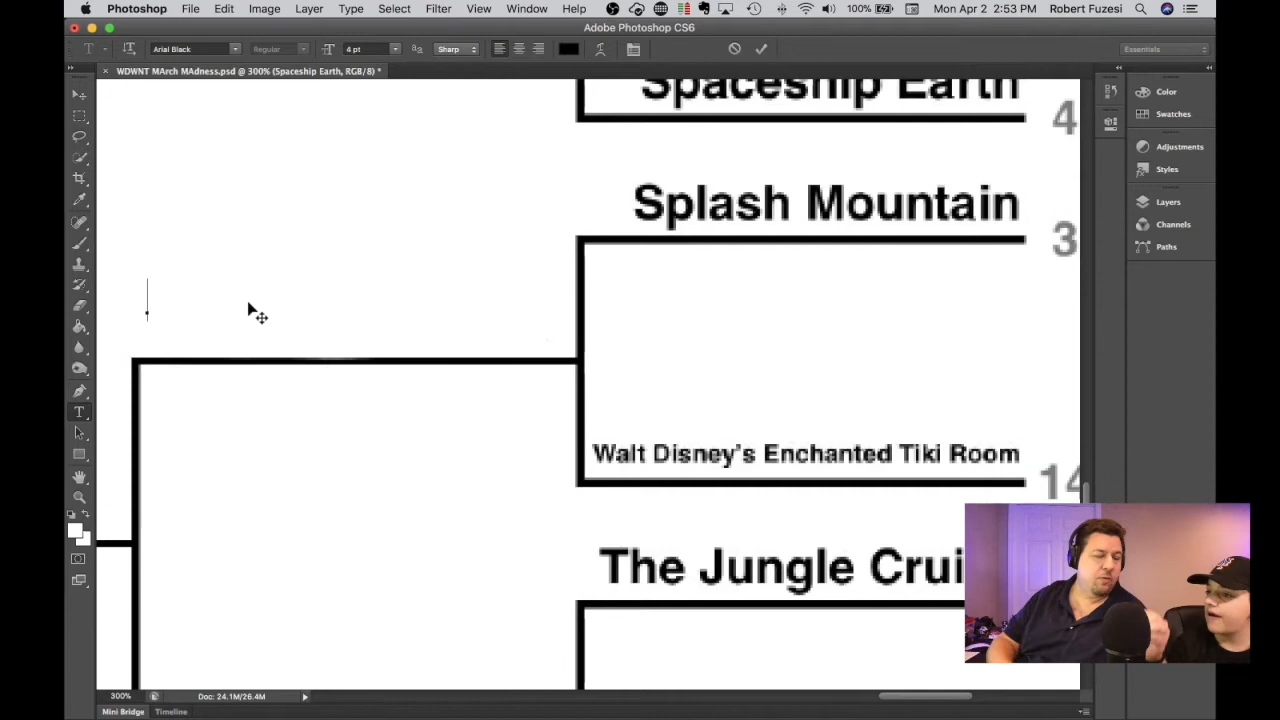 Photoshop File Edit Image Layer Type Select Filter View Window Help 100% Mon Apr 2 2:53 PM Robert Fuzesi
Adobe Photoshop CS6
T Arial Black Regular 4 pt Sharp Essentials
WDWNT MArch MAdness.psd @ 300% (Spaceship Earth, RGB/8) *
Spaceship Earth
4
Color
Swatches
Adjustments
Styles
Splash Mountain
3
Layers
Channels
Paths
Walt Disney's Enchanted Tiki Room
14
The Jungle Crui
300% Doc: 24.1M/26.4M
Mini Bridge Timeline